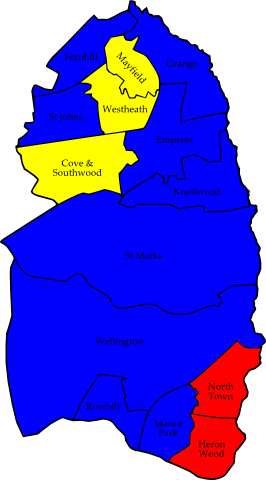 Fernhill
Mayfield
Grange
Westheath
St Johns
Empress
Cove &
Southwood
Knellwood
St Marks
Wellington
North
Town
Rowhill
Manor
Park
Heron
Wood